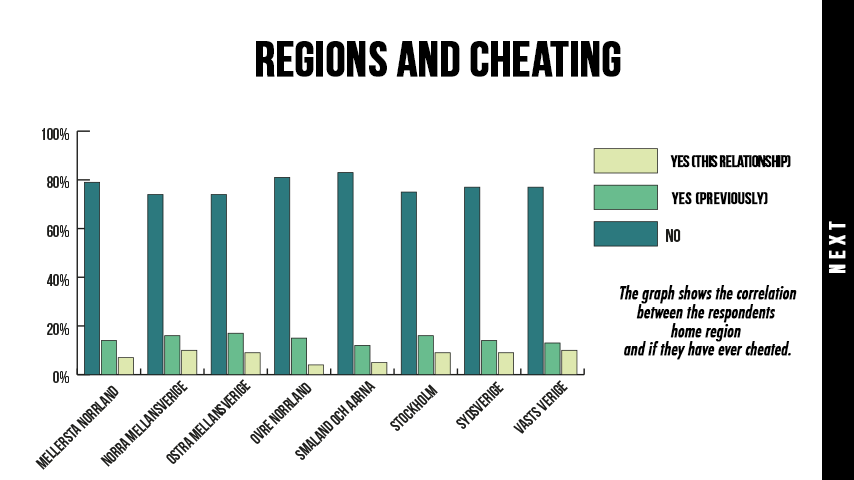 REGIONS AND CHEATING
100%
80%
60%
40%
20%
0%
MELLERSTA NORRLAND
NORRA MELLANSVERIGE
OSTRA MELLANSVERIGE
OVRE NORRLAND
SMALAND OCH AARNA
STOCKHOLM
SYDSVERIGE
VASTS VERIGE
YES (THIS RELATIONSHIP)
YES (PREVIOUSLY)
NO
The graph shows the correlation
between the respondents
home region
and if they have ever cheated.
NEXT